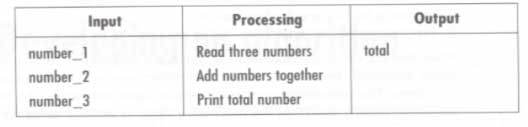 Input Processing Output
number_1 Read three numbers total
number_2 Add numbers together
number_3 Print total number